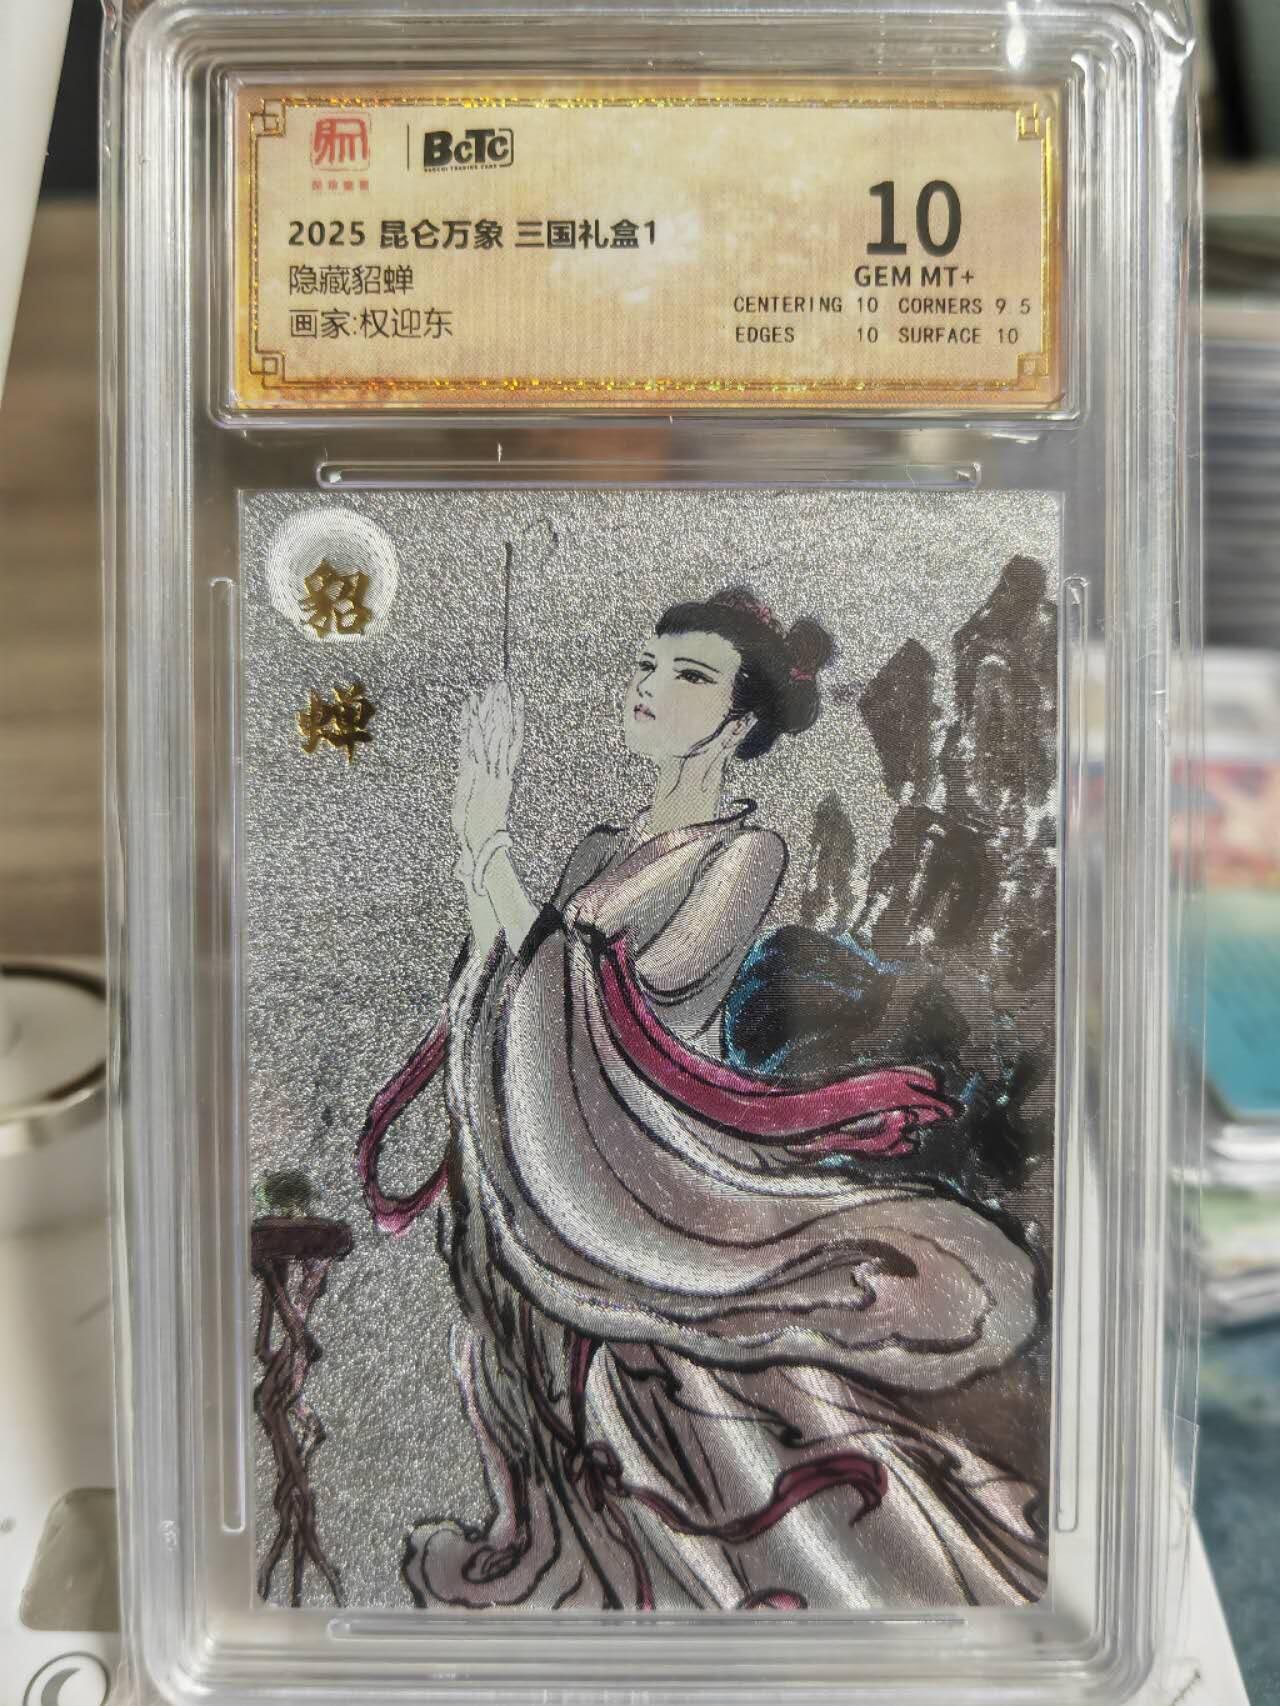 BCTC
2025 昆仑万象 三国礼盒1
隐藏貂蝉
画家:权迎东
10
GEM MT+
CENTERING 10 CORNERS 9.5
EDGES 10 SURFACE 10
貂
蝉